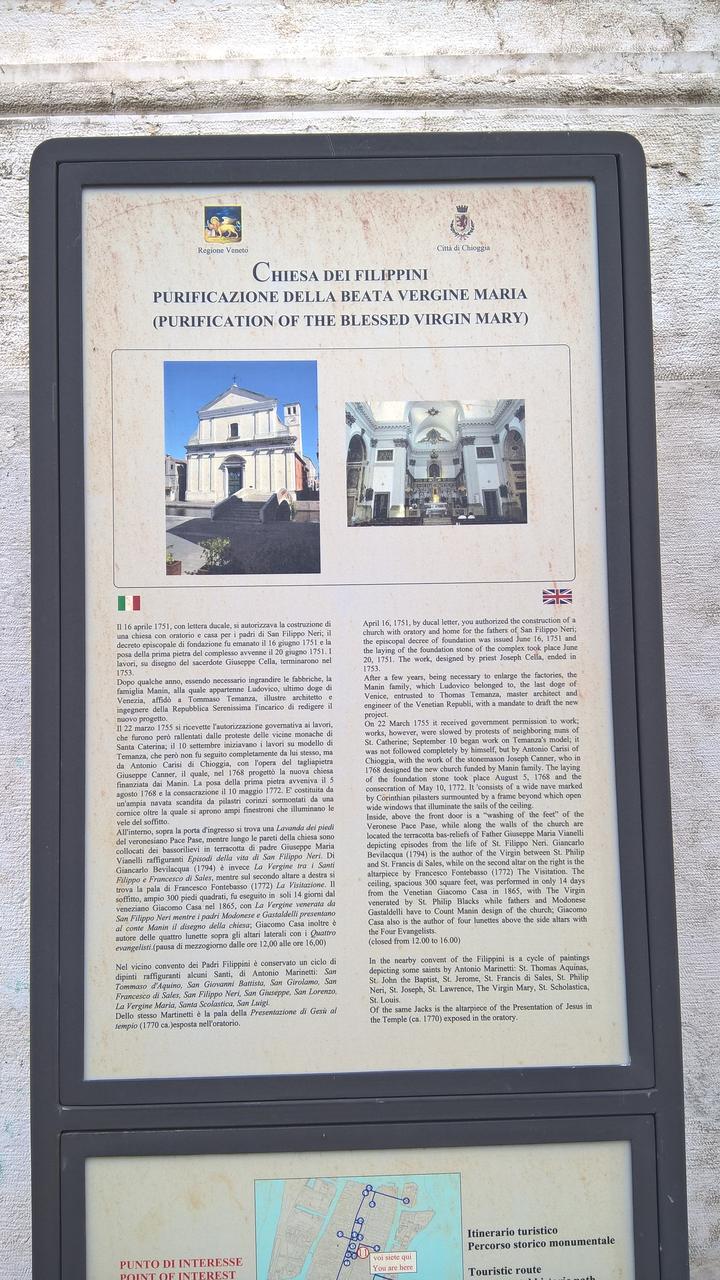 Regione Veneto
Città di Chioggia
CHIESA DEI FILIPPINI
PURIFICAZIONE DELLA BEATA VERGINE MARIA
(PURIFICATION OF THE BLESSED VIRGIN MARY)
Il 16 aprile 1751, con lettera ducale, si autorizzava la costruzione di
una chiesa con oratorio e casa per i padri di San Filippo Neri; il
decreto episcopale di fondazione fu emanato il 16 giugno 1751 e la
posa della prima pietra del complesso avvenne il 20 giugno 1751. I
lavori, su disegno del sacerdote Giuseppe Cella, terminarono nel
1753.
Dopo qualche anno, essendo necessario ingrandire le fabbriche, la
famiglia Manin, alla quale appartenne Ludovico, ultimo doge di
Venezia, affidò a Tommaso Temanza, illustre architetto e
ingegnere della Repubblica Serenissima l'incarico di redigere il
nuovo progetto.
Il 22 marzo 1755 si ricevette l'autorizzazione governativa ai lavori,
che furono però rallentati dalle proteste delle vicine monache di
Santa Caterina; il 10 settembre iniziavano i lavori su modello di
Temanza, che però non fu seguito completamente da lui stesso, ma
da Antonio Carisi di Chioggia, con l'opera del tagliapietra
Giuseppe Canner, il quale, nel 1768 progettò la nuova chiesa
finanziata dai Manin. La posa della prima pietra avveniva il 5
agosto 1768 e la consacrazione il 10 maggio 1772. E' costituita da
un'ampia navata scandita da pilastri corinzi sormontati da una
cornice oltre la quale si aprono ampi finestroni che illuminano le
vele del soffitto.
All'interno, sopra la porta d'ingresso si trova una Lavanda dei piedi
del veronesiano Pace Pase, mentre lungo le pareti della chiesa sono
collocati dei bassorilievi in terracotta di padre Giuseppe Maria
Vianelli raffiguranti Episodi della vita di San Filippo Neri. Di
Giancarlo Bevilacqua (1794) è invece La Vergine tra i Santi
Filippo e Francesco di Sales, mentre sul secondo altare a destra si
trova la pala di Francesco Fontebasso (1772) La Visitazione. Il
soffitto, ampio 300 piedi quadrati, fu eseguito in soli 14 giorni dal
veneziano Giacomo Casa nel 1865, con La Vergine venerata da
San Filippo Neri mentre i padri Modonese e Gastaldelli presentano
al conte Manin il disegno della chiesa; Giacomo Casa inoltre è
autore delle quattro lunette sopra gli altari laterali con i Quattro
evangelisti.(pausa di mezzogiorno dalle ore 12,00 alle ore 16,00)
Nel vicino convento dei Padri Filippini è conservato un ciclo di
dipinti raffiguranti alcuni Santi, di Antonio Marinetti: San
Tommaso d'Aquino, San Giovanni Battista, San Girolamo, San
Francesco di Sales, San Filippo Neri, San Giuseppe, San Lorenzo,
La Vergine Maria, Santa Scolastica, San Luigi.
Dello stesso Martinetti è la pala della Presentazione di Gesù al
tempio (1770 ca.)esposta nell'oratorio.
April 16, 1751, by ducal letter, you authorized the construction of a
church with oratory and home for the fathers of San Filippo Neri;
the episcopal decree of foundation was issued June 16, 1751 and
the laying of the foundation stone of the complex took place June
20, 1751. The work, designed by priest Joseph Cella, ended in
1753.
After a few years, being necessary to enlarge the factories, the
Manin family, which Ludovico belonged to, the last doge of
Venice, entrusted to Thomas Temanza, master architect and
engineer of the Venetian Republi, with a mandate to draft the new
project.
On 22 March 1755 it received government permission to work;
works, however, were slowed by protests of neighboring nuns of
St. Catherine; September 10 began work on Temanza's model; it
was not followed completely by himself, but by Antonio Carisi of
Chioggia, with the work of the stonemason Joseph Canner, who in
1768 designed the new church funded by Manin family. The laying
of the foundation stone took place August 5, 1768 and the
consecration of May 10, 1772. It 'consists of a wide nave marked
by Corinthian pilasters surmounted by a frame beyond which open
wide windows that illuminate the sails of the ceiling.
Inside, above the front door is a "washing of the feet" of the
Veronese Pace Pase, while along the walls of the church are
located the terracotta bas-reliefs of Father Giuseppe Maria Vianelli
depicting episodes from the life of St. Filippo Neri. Giancarlo
Bevilacqua (1794) is the author of the Virgin between St. Philip
and St. Francis di Sales, while on the second altar on the right is the
altarpiece by Francesco Fontebasso (1772) The Visitation. The
ceiling, spacious 300 square feet, was performed in only 14 days
from the Venetian Giacomo Casa in 1865, with The Virgin
venerated by St. Philip Blacks while fathers and Modonese
Gastaldelli have to Count Manin design of the church; Giacomo
Casa also is the author of four lunettes above the side altars with
the Four Evangelists.
(closed from 12.00 to 16.00)
In the nearby convent of the Filippini is a cycle of paintings
depicting some saints by Antonio Marinetti: St. Thomas Aquinas,
St. John the Baptist, St. Jerome, St. Francis di Sales, St. Philip
Neri, St. Joseph, St. Lawrence, The Virgin Mary, St. Scholastica,
St. Louis.
Of the same Jacks is the altarpiece of the Presentation of Jesus in
the Temple (ca. 1770) exposed in the oratory.
voi siete qui
You are here
PUNTO DI INTERESSE
POINT OF INTEREST
Itinerario turistico
Percorso storico monumentale
Touristic route